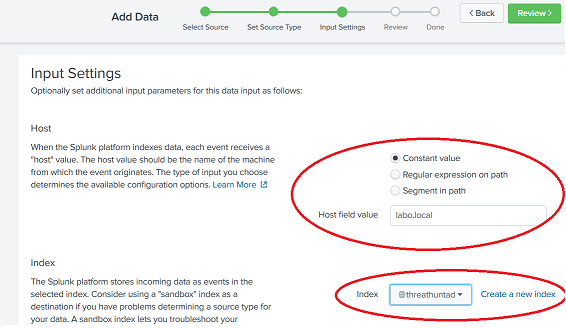 Add Data
Select Source
Set Source Type
Input Settings
Review
Done
< Back
Review >
Input Settings
Optionally set additional input parameters for this data input as follows:
Host
When the Splunk platform indexes data, each event receives a
"host" value. The host value should be the name of the machine
from which the event originates. The type of input you choose
determines the available configuration options. Learn More
Constant value
Regular expression on path
Segment in path
Host field value
labo.local
Index
The Splunk platform stores incoming data as events in the
selected index. Consider using a "sandbox" index as a
destination if you have problems determining a source type for
your data. A sandbox index lets you troubleshoot your
Index
threathuntad
Create a new index